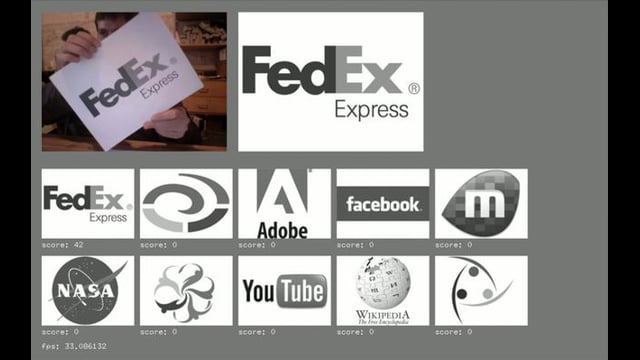 FedEx®
Express
FedEx®
Express
FedEx®
Express
Adobe
facebook
m
score: 42
score: 0
score: 0
score: 0
score: 0
NASA
YouTube
WIKIPEDIA
The Free Encyclopedia
score: 0
score: 0
score: 0
score: 0
score: 0
fps: 33.006132